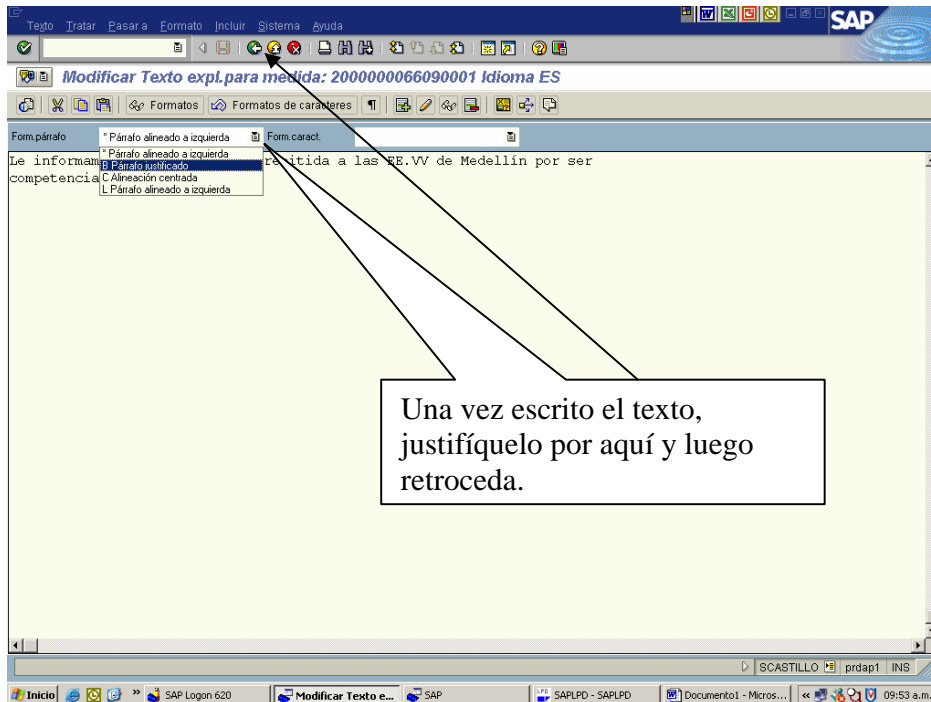 Texto Tratar Pasar a Formato Incluir Sistema Ayuda
SAP
Modificar Texto expl.para medida: 2000000066090001 Idioma ES
Formatos Formatos de caracteres
Form.párrafo * Párrafo alineado a izquierda Form.caract.
* Párrafo alineado a izquierda
B Párrafo justificado
C Alineación centrada
L Párrafo alineado a izquierda
Le informam a las EE.VV de Medellín por ser
competencia
Una vez escrito el texto,
justifíquelo por aquí y luego
retroceda.
SCASTILLO prdap1 INS
Inicio SAP Logon 620 Modificar Texto e... SAP SAPLPD - SAPLPD Documento1 - Micros... 09:53 a.m.